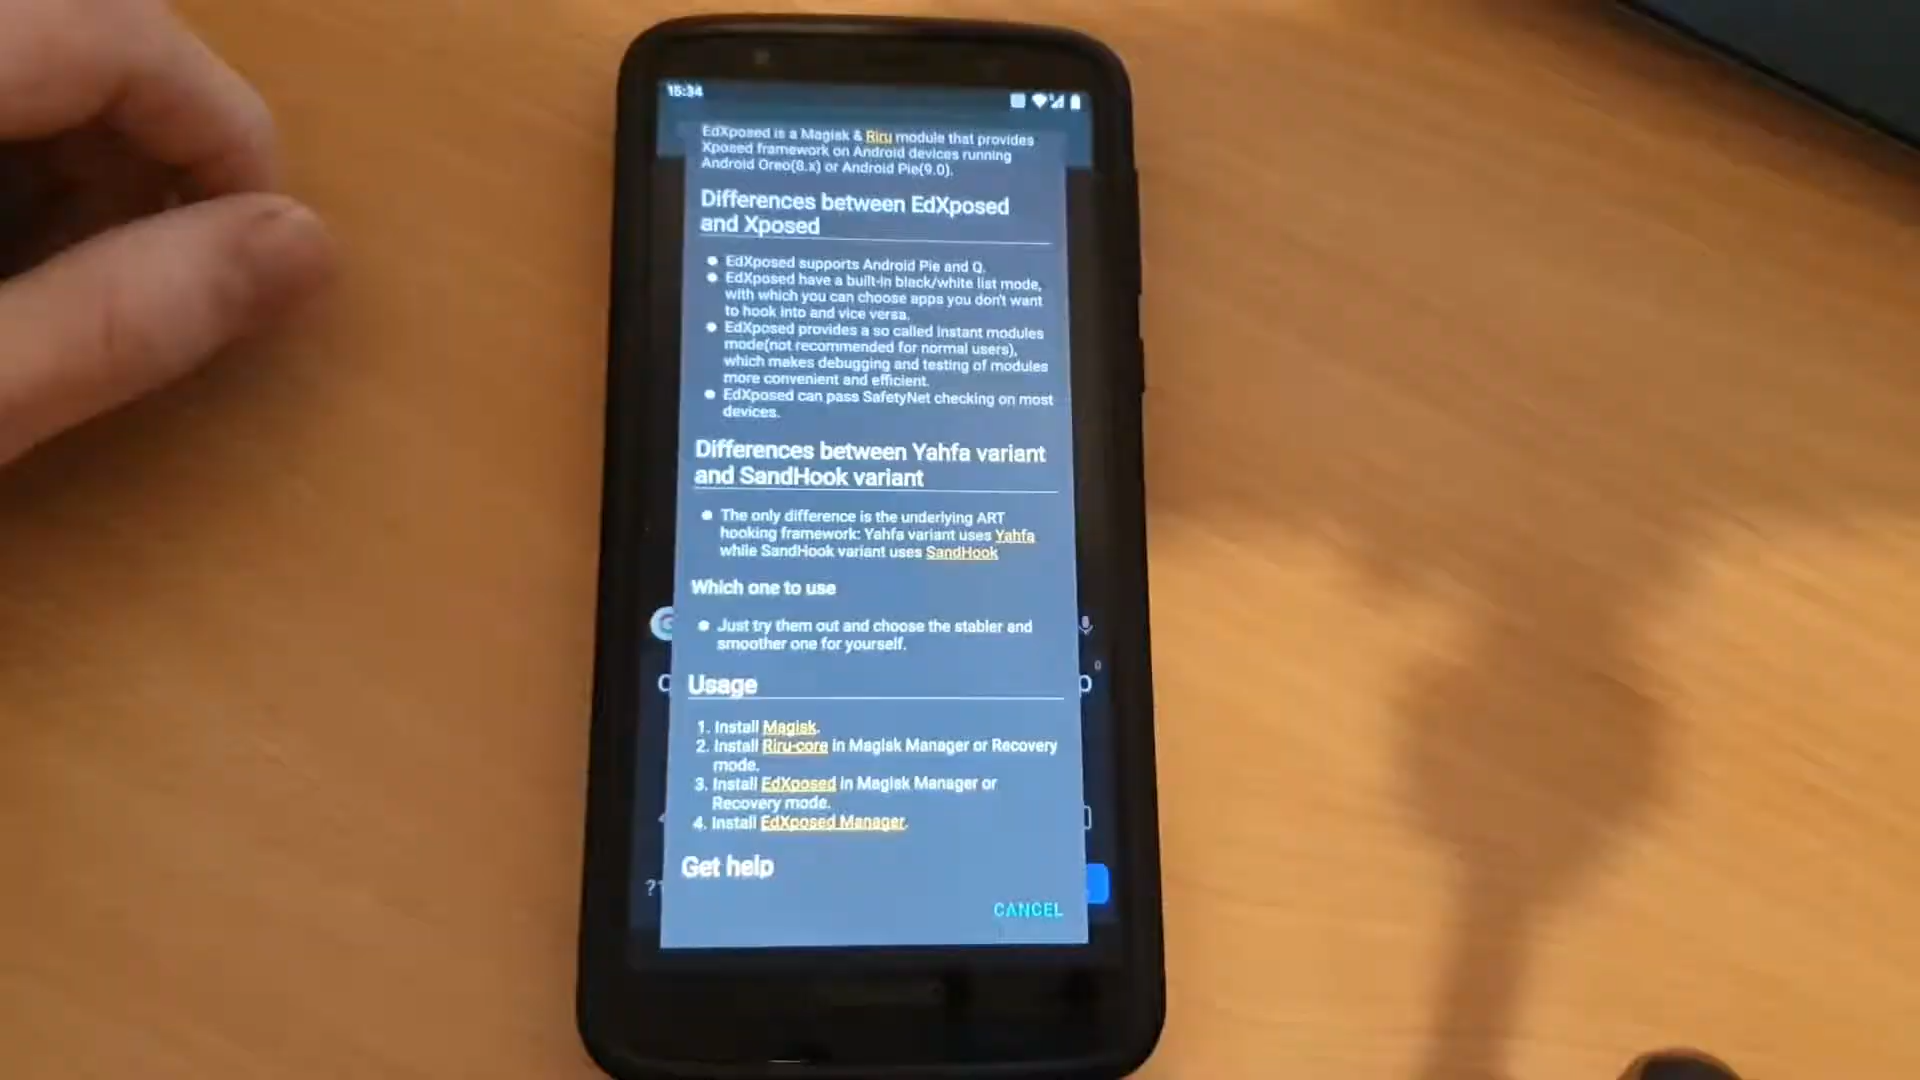 15:34
EdXposed is a Magisk & Riru module that provides
Xposed framework on Android devices running
Android Oreo(8.x) or Android Pie(9.0).
Differences between EdXposed
and Xposed
EdXposed supports Android Pie and Q.
EdXposed have a built-in black/white list mode,
with which you can choose apps you don't want
to hook into and vice versa.
EdXposed provides a so called Instant modules
mode(not recommended for normal users),
which makes debugging and testing of modules
more convenient and efficient.
EdXposed can pass SafetyNet checking on most
devices.
Differences between Yahfa variant
and SandHook variant
The only difference is the underlying ART
hooking framework: Yahfa variant uses Yahfa
while SandHook variant uses SandHook
Which one to use
Just try them out and choose the stabler and
smoother one for yourself.
Usage
1. Install Magisk.
2. Install Riru-core in Magisk Manager or Recovery
mode.
3. Install EdXposed in Magisk Manager or
Recovery mode.
4. Install EdXposed Manager.
Get help
CANCEL